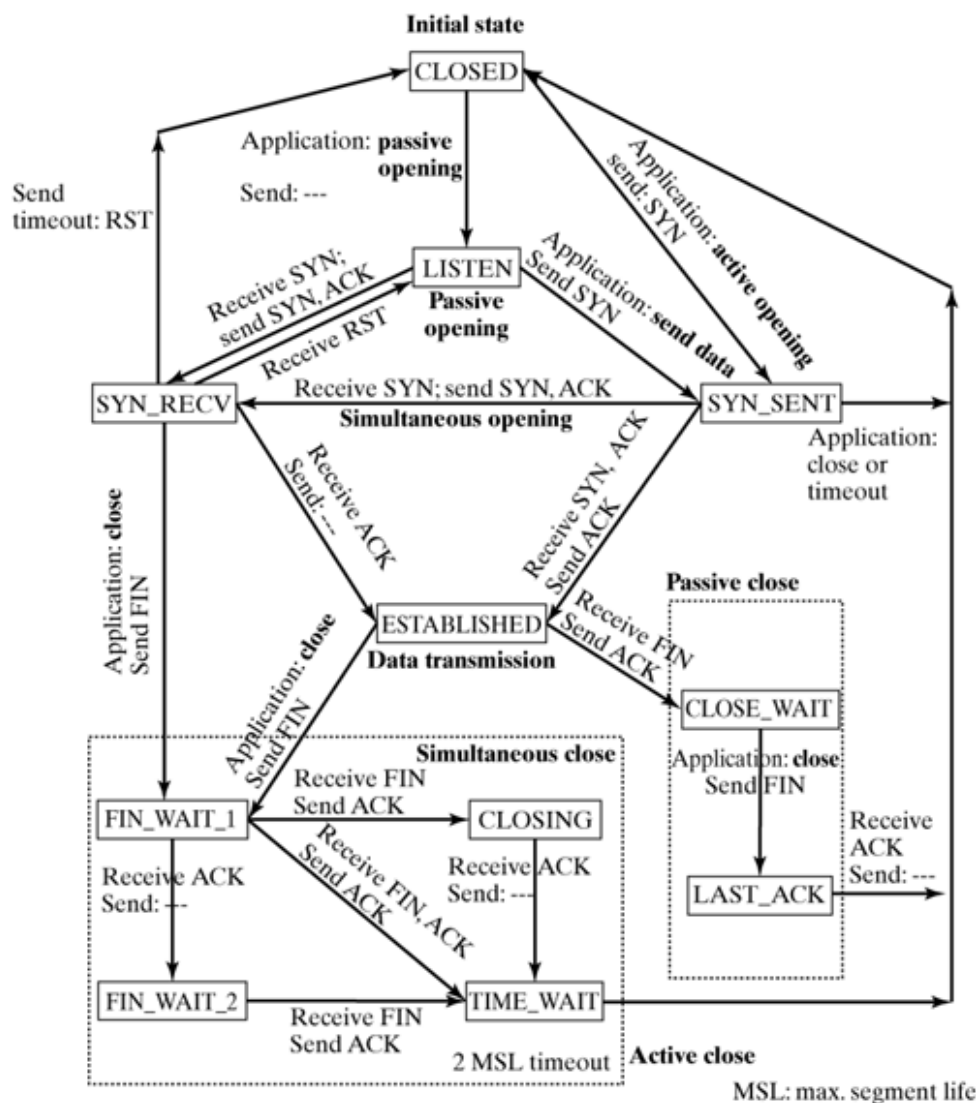 Initial state
CLOSED
Application: passive
opening
Send: ---
Application: active opening
send: SYN
Send
timeout: RST
LISTEN
Passive
opening
Receive SYN;
send SYN, ACK
Receive RST
Application: send data
Send SYN
SYN_RECV
Receive SYN; send SYN, ACK
Simultaneous opening
SYN_SENT
Application:
close or
timeout
Receive ACK
Send: ---
Receive SYN, ACK
Send ACK
Application: close
Send FIN
ESTABLISHED
Data transmission
Receive FIN
Send ACK
Passive close
CLOSE_WAIT
Application: close
Send FIN
Application: close
Send FIN
Simultaneous close
FIN_WAIT_1
Receive FIN
Send ACK
CLOSING
Receive ACK
Send: ---
Receive FIN, ACK
Send ACK
Receive ACK
Send: ---
LAST_ACK
Receive
ACK
Send: ---
FIN_WAIT_2
Receive FIN
Send ACK
TIME_WAIT
2 MSL timeout
Active close
MSL: max. segment life